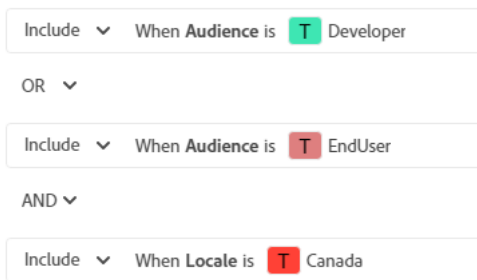 Include When Audience is T Developer
OR
Include When Audience is T EndUser
AND
Include When Locale is T Canada